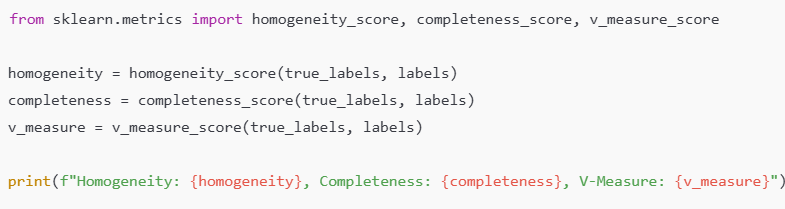 from sklearn.metrics import homogeneity_score, completeness_score, v_measure_score
homogeneity = homogeneity_score(true_labels, labels)
completeness = completeness_score(true_labels, labels)
v_measure = v_measure_score(true_labels, labels)
print(f"Homogeneity: {homogeneity}, Completeness: {completeness}, V-Measure: {v_measure}")